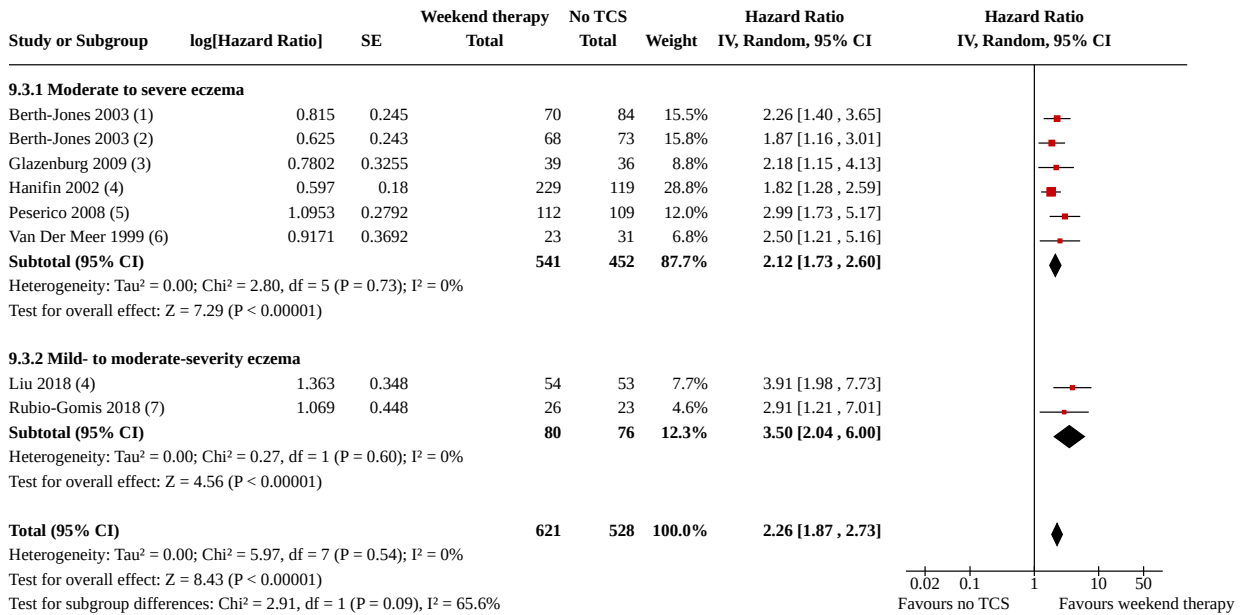 Weekend therapy No TCS Hazard Ratio Hazard Ratio
Study or Subgroup log[Hazard Ratio] SE Total Total Weight IV, Random, 95% CI IV, Random, 95% CI
9.3.1 Moderate to severe eczema
Berth-Jones 2003 (1) 0.815 0.245 70 84 15.5% 2.26 [1.40 , 3.65]
Berth-Jones 2003 (2) 0.625 0.243 68 73 15.8% 1.87 [1.16 , 3.01]
Glazenburg 2009 (3) 0.7802 0.3255 39 36 8.8% 2.18 [1.15 , 4.13]
Hanifin 2002 (4) 0.597 0.18 229 119 28.8% 1.82 [1.28 , 2.59]
Peserico 2008 (5) 1.0953 0.2792 112 109 12.0% 2.99 [1.73 , 5.17]
Van Der Meer 1999 (6) 0.9171 0.3692 23 31 6.8% 2.50 [1.21 , 5.16]
Subtotal (95% CI) 541 452 87.7% 2.12 [1.73 , 2.60]
Heterogeneity: Tau² = 0.00; Chi² = 2.80, df = 5 (P = 0.73); I² = 0%
Test for overall effect: Z = 7.29 (P < 0.00001)
9.3.2 Mild- to moderate-severity eczema
Liu 2018 (4) 1.363 0.348 54 53 7.7% 3.91 [1.98 , 7.73]
Rubio-Gomis 2018 (7) 1.069 0.448 26 23 4.6% 2.91 [1.21 , 7.01]
Subtotal (95% CI) 80 76 12.3% 3.50 [2.04 , 6.00]
Heterogeneity: Tau² = 0.00; Chi² = 0.27, df = 1 (P = 0.60); I² = 0%
Test for overall effect: Z = 4.56 (P < 0.00001)
Total (95% CI) 621 528 100.0% 2.26 [1.87 , 2.73]
Heterogeneity: Tau² = 0.00; Chi² = 5.97, df = 7 (P = 0.54); I² = 0%
Test for overall effect: Z = 8.43 (P < 0.00001) 0.02 0.1 1 10 50
Test for subgroup differences: Chi² = 2.91, df = 1 (P = 0.09), I² = 65.6% Favours no TCS Favours weekend therapy